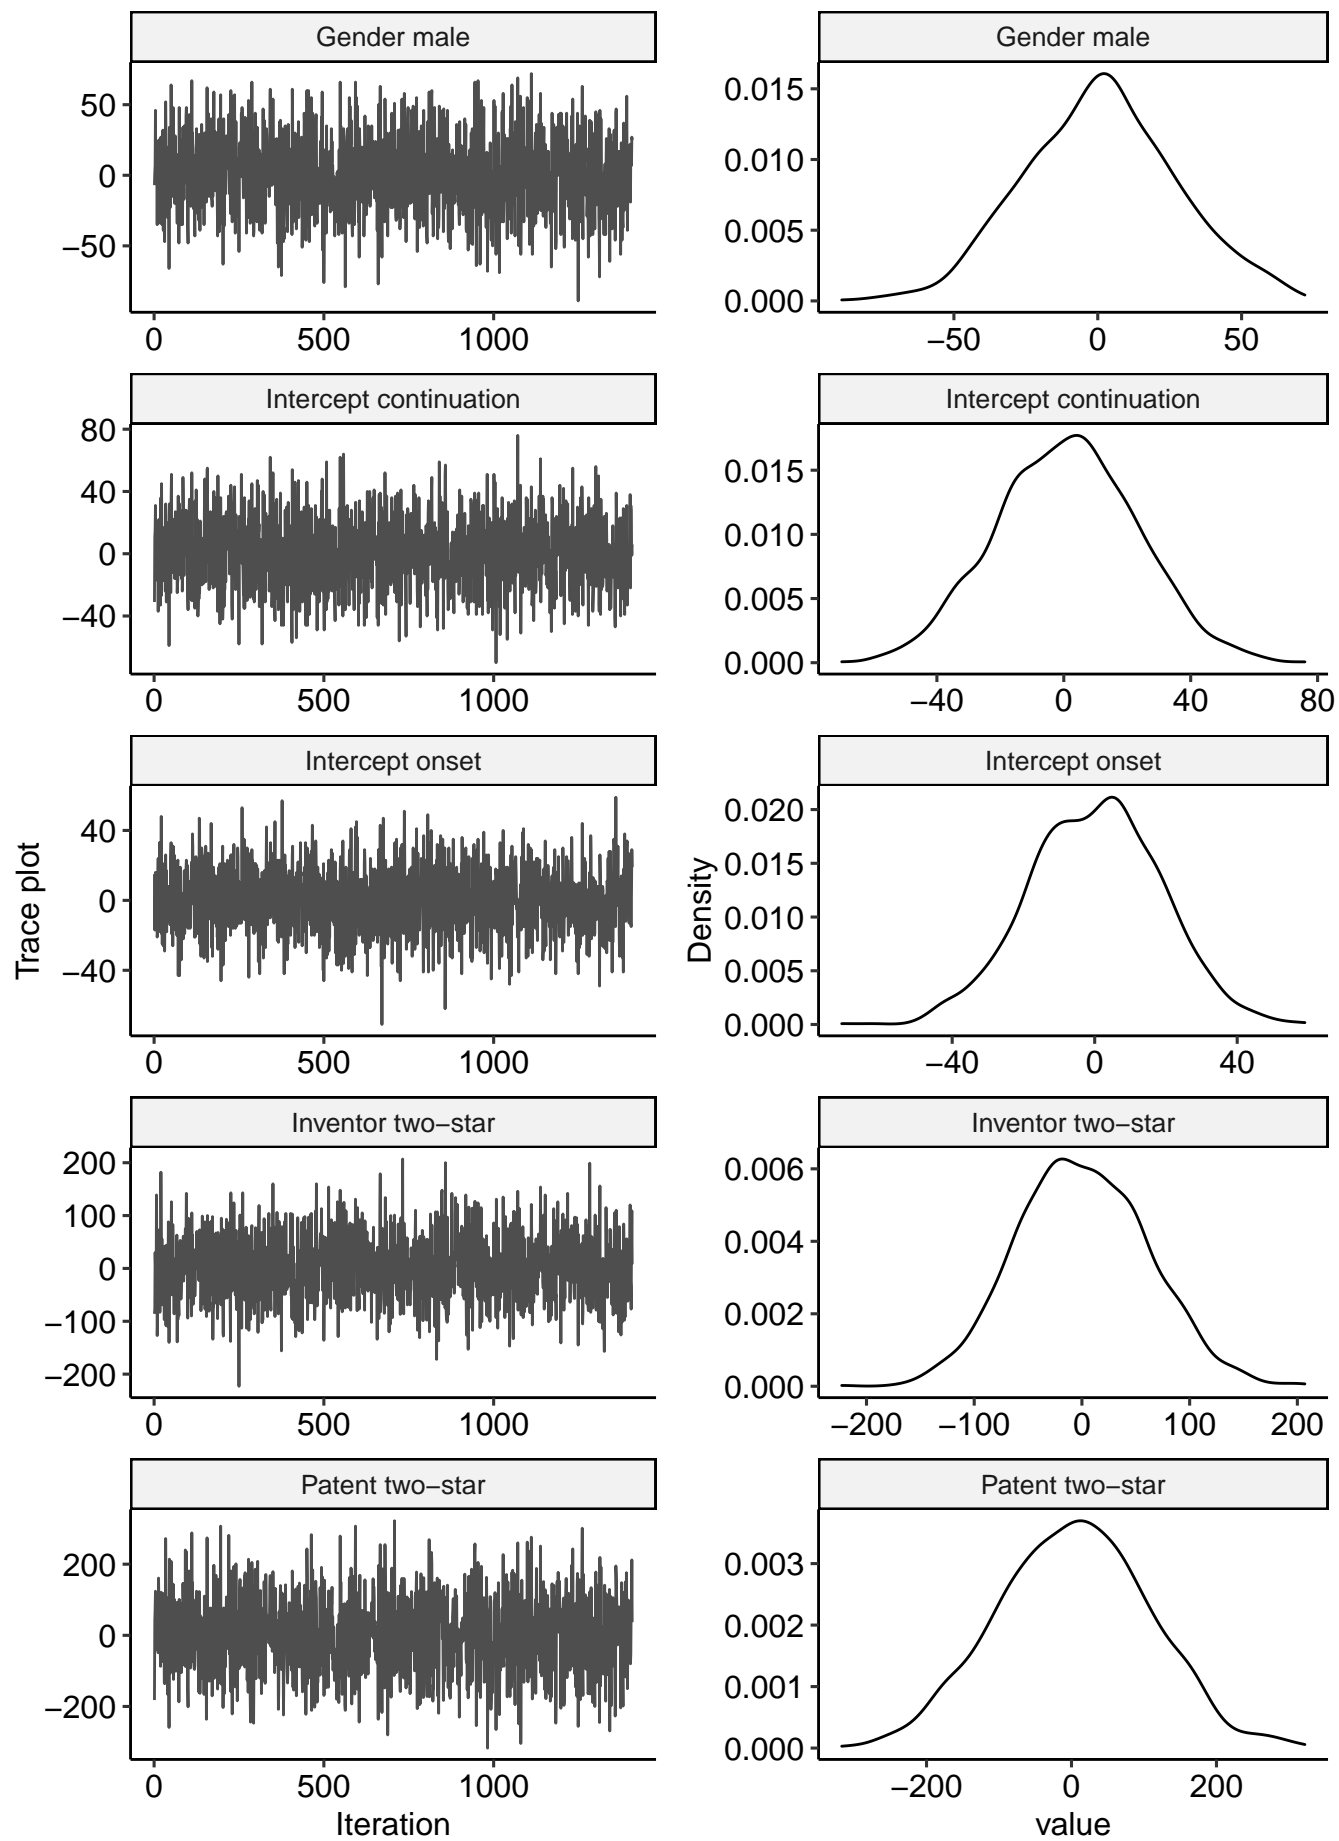 Gender male
Gender male
50
0
−50
0 500 1000
0.015
0.010
0.005
0.000
−50 0 50
Intercept continuation
Intercept continuation
80
40
0
−40
0 500 1000
0.015
0.010
0.005
0.000
−40 0 40 80
Intercept onset
Intercept onset
Trace plot
40
0
−40
0 500 1000
Density
0.020
0.015
0.010
0.005
0.000
−40 0 40
Inventor two−star
Inventor two−star
200
100
0
−100
−200
0 500 1000
0.006
0.004
0.002
0.000
−200 −100 0 100 200
Patent two−star
Patent two−star
200
0
−200
0 500 1000
Iteration
0.003
0.002
0.001
0.000
−200 0 200
value